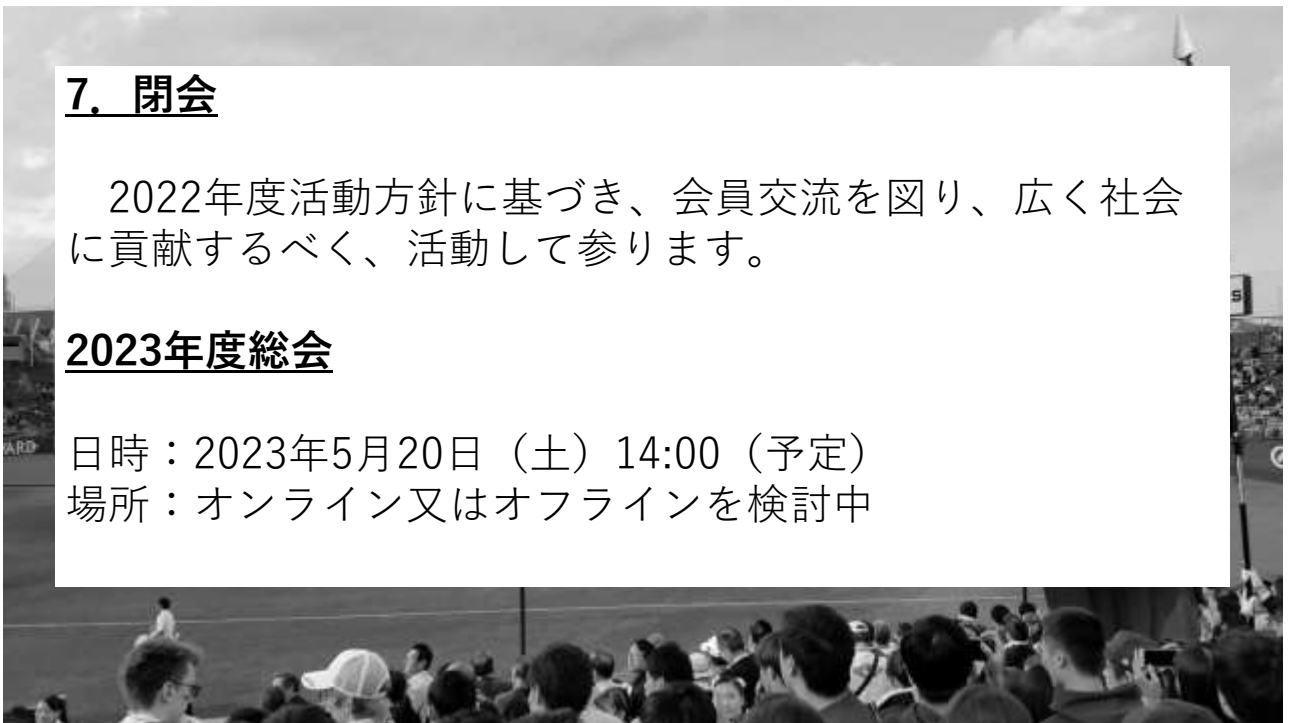 7．閉会
　2022年度活動方針に基づき、会員交流を図り、広く社会
に貢献するべく、活動して参ります。
2023年度総会
日時：2023年5月20日（土）14:00（予定）
場所：オンライン又はオフラインを検討中